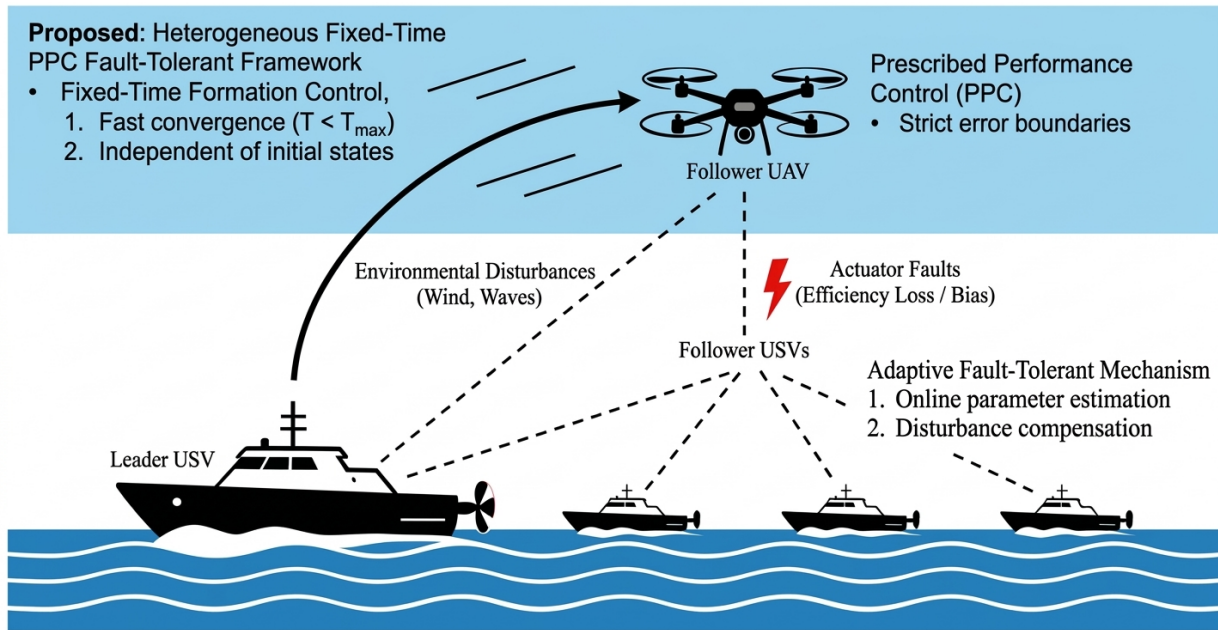 Proposed: Heterogeneous Fixed-Time
PPC Fault-Tolerant Framework
• Fixed-Time Formation Control,
1. Fast convergence (T < Tmax)
2. Independent of initial states
Prescribed Performance
Control (PPC)
• Strict error boundaries
Follower UAV
Environmental Disturbances
(Wind, Waves)
Actuator Faults
(Efficiency Loss / Bias)
Follower USVs
Adaptive Fault-Tolerant Mechanism
1. Online parameter estimation
2. Disturbance compensation
Leader USV